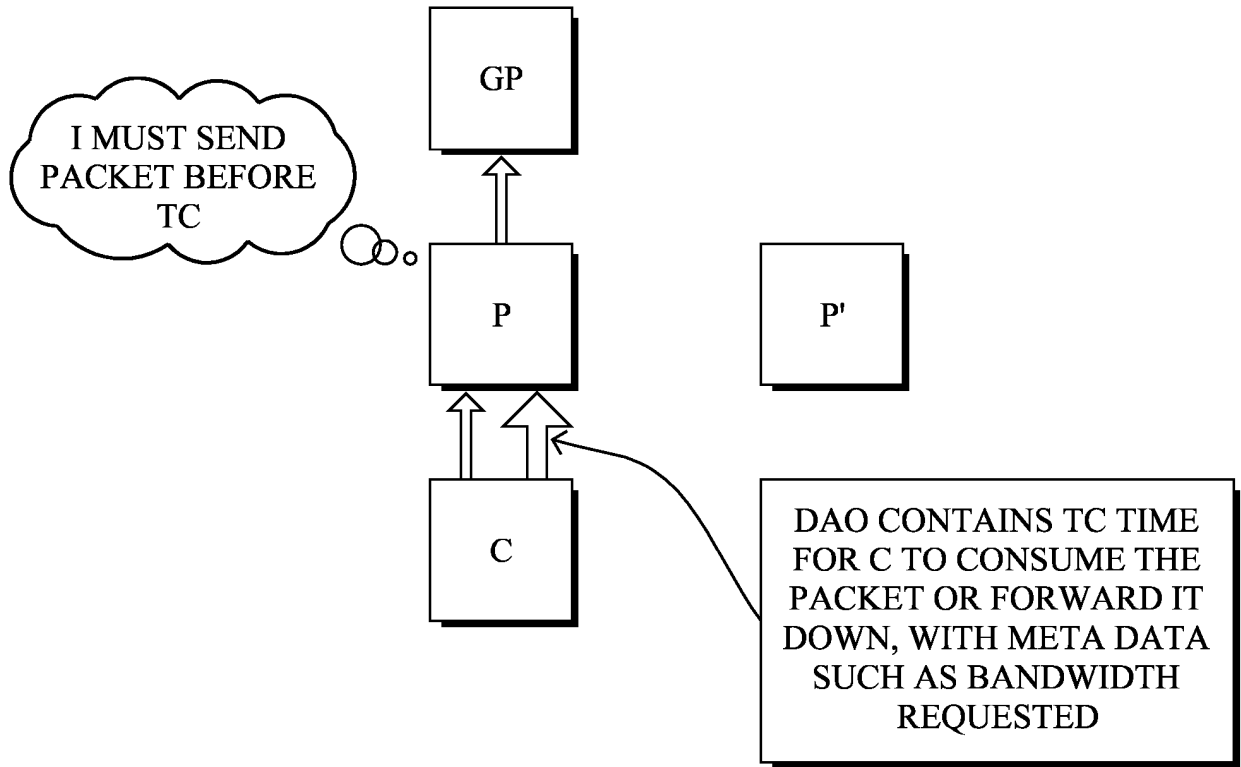 GP
I MUST SEND
PACKET BEFORE
TC
P
P'
C
DAO CONTAINS TC TIME
FOR C TO CONSUME THE
PACKET OR FORWARD IT
DOWN, WITH META DATA
SUCH AS BANDWIDTH
REQUESTED